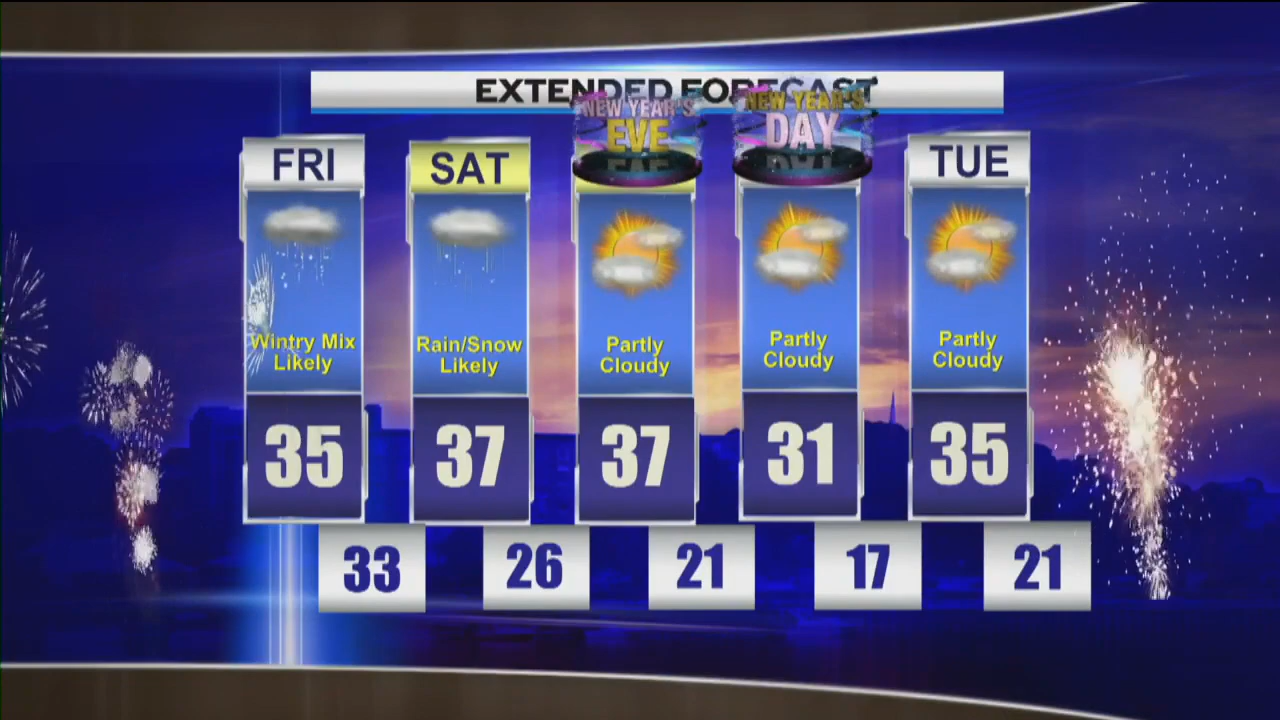 EXTENDED FORECAST
FRI
SAT
NEW YEAR'S
EVE
NEW YEAR'S
DAY
TUE
Wintry Mix
Likely
Rain/Snow
Likely
Partly
Cloudy
Partly
Cloudy
Partly
Cloudy
35
37
37
31
35
33
26
21
17
21